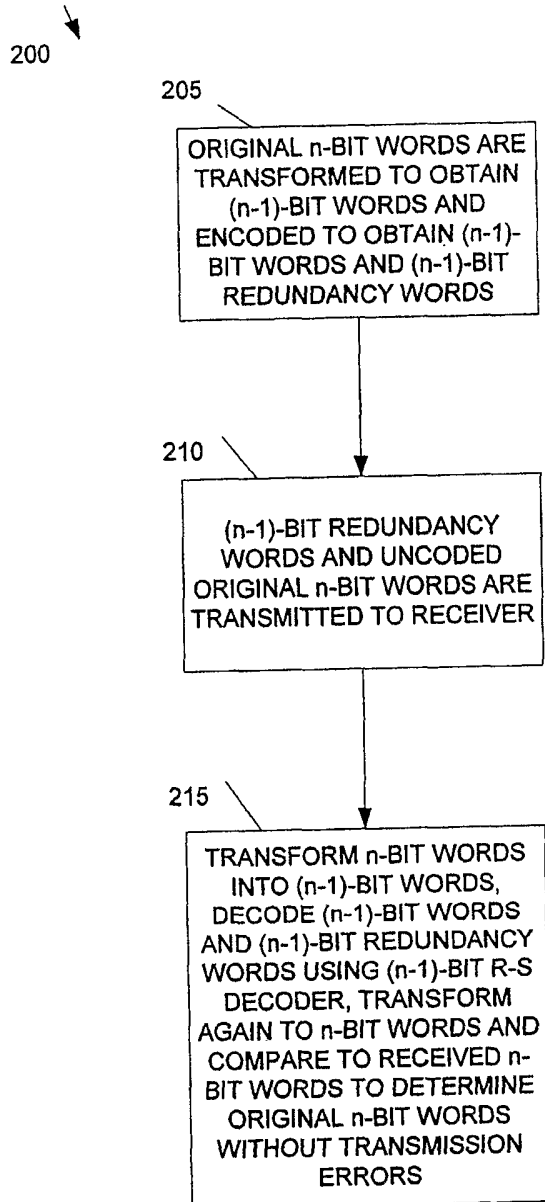 200
205
ORIGINAL n-BIT WORDS ARE
TRANSFORMED TO OBTAIN
(n-1)-BIT WORDS AND
ENCODED TO OBTAIN (n-1)-
BIT WORDS AND (n-1)-BIT
REDUNDANCY WORDS
210
(n-1)-BIT REDUNDANCY
WORDS AND UNCODED
ORIGINAL n-BIT WORDS ARE
TRANSMITTED TO RECEIVER
215
TRANSFORM n-BIT WORDS
INTO (n-1)-BIT WORDS,
DECODE (n-1)-BIT WORDS
AND (n-1)-BIT REDUNDANCY
WORDS USING (n-1)-BIT R-S
DECODER, TRANSFORM
AGAIN TO n-BIT WORDS AND
COMPARE TO RECEIVED n-
BIT WORDS TO DETERMINE
ORIGINAL n-BIT WORDS
WITHOUT TRANSMISSION
ERRORS